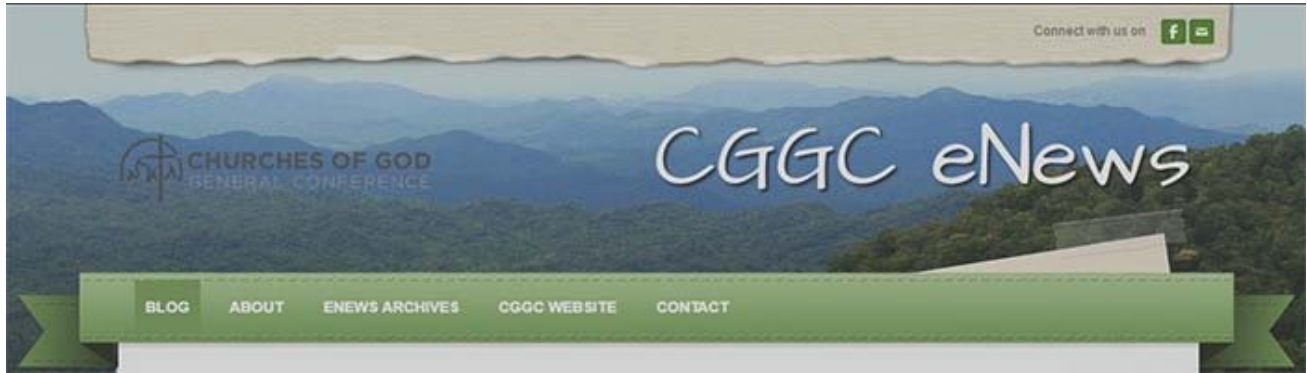 Connect with us on
CHURCHES OF GOD
GENERAL CONFERENCE
CGGC eNews
BLOG ABOUT ENEWS ARCHIVES CGGC WEBSITE CONTACT